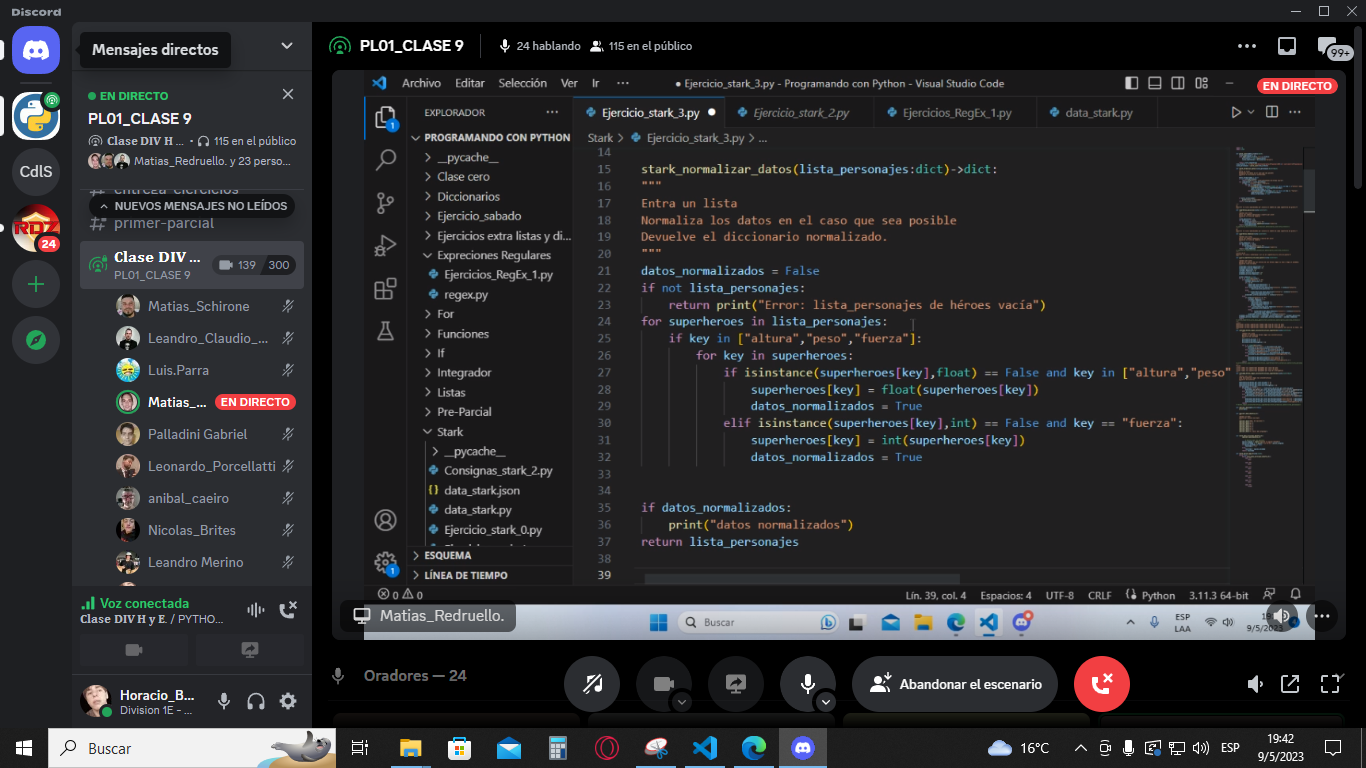 Discord
Mensajes directos
EN DIRECTO
PL01_CLASE 9
Clase DIV H ... • 115 en el público
Matias_Redruello. y 23 perso...
entrega-ejercicios
NUEVOS MENSAJES NO LEÍDOS
primer-parcial
CdIS
24
Clase DIV ...
PL01_CLASE 9
139 300
Matias_Schirone
Leandro_Claudio_...
Luis.Parra
Matias_... EN DIRECTO
Palladini Gabriel
Leonardo_Porcellatti
anibal_caeiro
Nicolas_Brites
Leandro Merino
Voz conectada
Clase DIV H y E. / PYTHO...
Horacio_B...
Division 1E - ...
PL01_CLASE 9 24 hablando 115 en el público
99+
Archivo Editar Selección Ver Ir ··· ● Ejercicio_stark_3.py - Programando con Python - Visual Studio Code
EN DIRECTO
EXPLORADOR ···
Ejercicio_stark_3.py ● Ejercicio_stark_2.py Ejercicios_RegEx_1.py data_stark.py
PROGRAMANDO CON PYTHON
Stark > Ejercicio_stark_3.py > ...
__pycache__
Clase cero
Diccionarios
Ejercicio_sabado
Ejercicios extra listas y di...
Expreciones Regulares
Ejercicios_RegEx_1.py
regex.py
For
Funciones
If
Integrador
Listas
Pre-Parcial
Stark
__pycache__
Consignas_stark_2.py
data_stark.json
data_stark.py
Ejercicio_stark_0.py
ESQUEMA
LÍNEA DE TIEMPO
14
15 stark_normalizar_datos(lista_personajes:dict)->dict:
16 """
17 Entra un lista
18 Normaliza los datos en el caso que sea posible
19 Devuelve el diccionario normalizado.
20 """
21 datos_normalizados = False
22 if not lista_personajes:
23 return print("Error: lista_personajes de héroes vacía")
24 for superheroes in lista_personajes:
25 if key in ["altura","peso","fuerza"]:
26 for key in superheroes:
27 if isinstance(superheroes[key],float) == False and key in ["altura","peso"
28 superheroes[key] = float(superheroes[key])
29 datos_normalizados = True
30 elif isinstance(superheroes[key],int) == False and key == "fuerza":
31 superheroes[key] = int(superheroes[key])
32 datos_normalizados = True
33
34
35 if datos_normalizados:
36 print("datos normalizados")
37 return lista_personajes
38
39
0 0 Lín. 39, col. 4 Espacios: 4 UTF-8 CRLF Python 3.11.3 64-bit
Matias_Redruello.
Buscar
ESP
LAA
9/5/2023
Oradores — 24
Abandonar el escenario
Buscar
16°C
ESP
19:42
9/5/2023